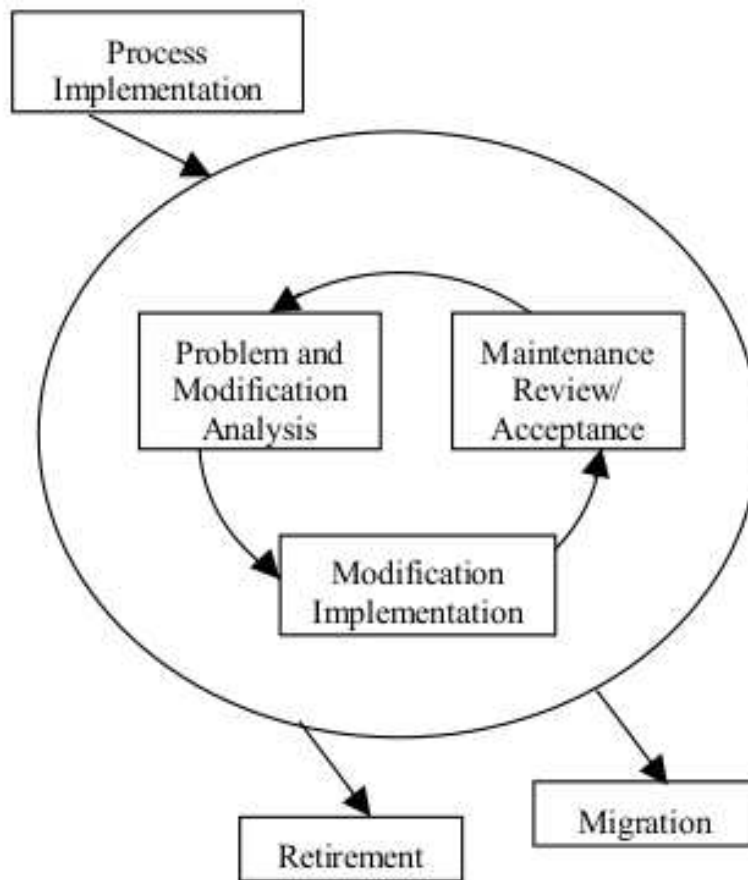 Process
Implementation
Problem and
Modification
Analysis
Maintenance
Review/
Acceptance
Modification
Implementation
Retirement
Migration